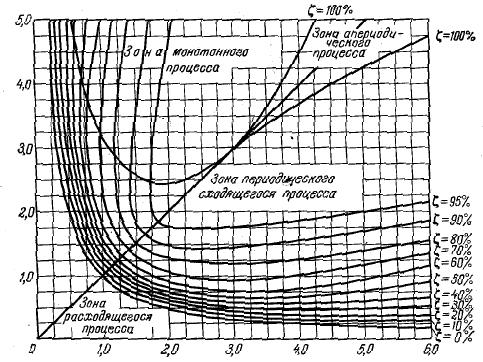 ζ=100%
5,0
Зона монотонного
процесса
Зона апериоди-
ческого
процесса
ζ=100%
4,0
3,0
Зона периодического
сходящегося процесса
2,0
ζ=95%
ζ=90%
ζ=80%
ζ=70%
ζ=60%
1,0
ζ=50%
ζ=40%
ζ=30%
ζ=20%
ζ=10%
ζ=0%
Зона
расходящегося
процесса
0
1,0
2,0
3,0
4,0
5,0
6,0